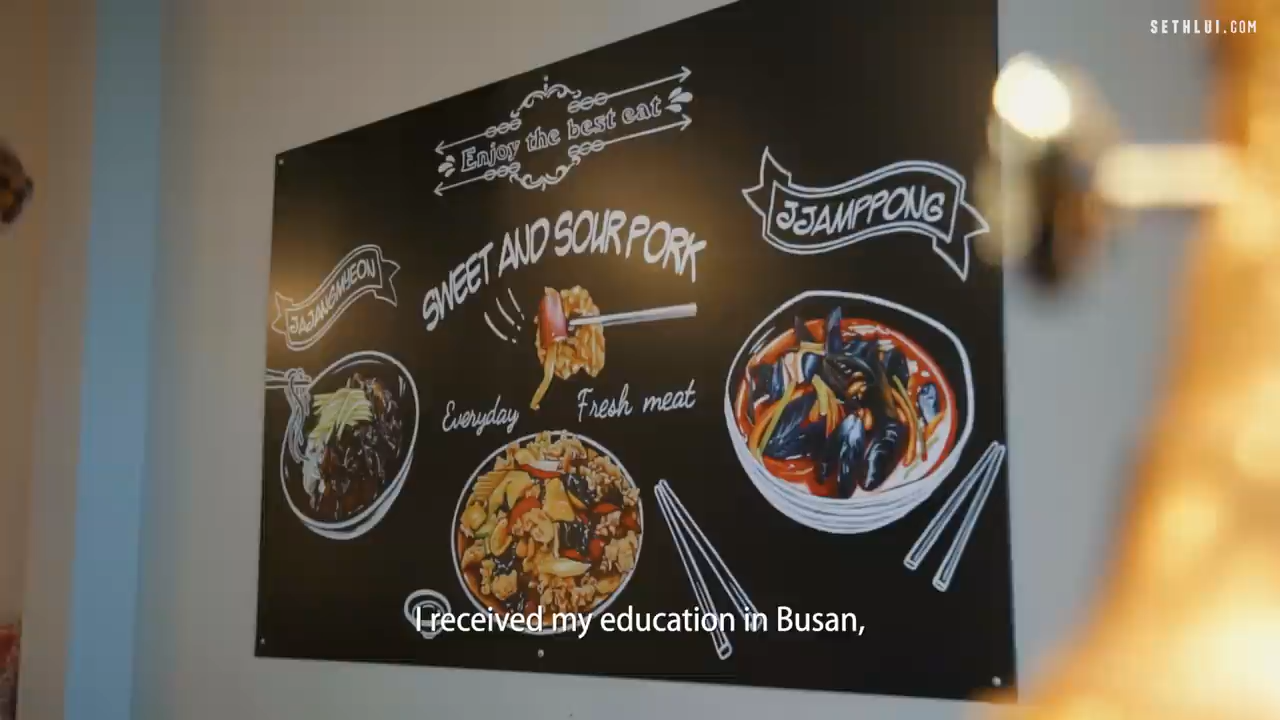 SETHLUI.COM
Enjoy the best eat
SWEET AND SOUR PORK
JJAMPPONG
JAJANGMYEON
Everyday Fresh meat
I received my education in Busan,